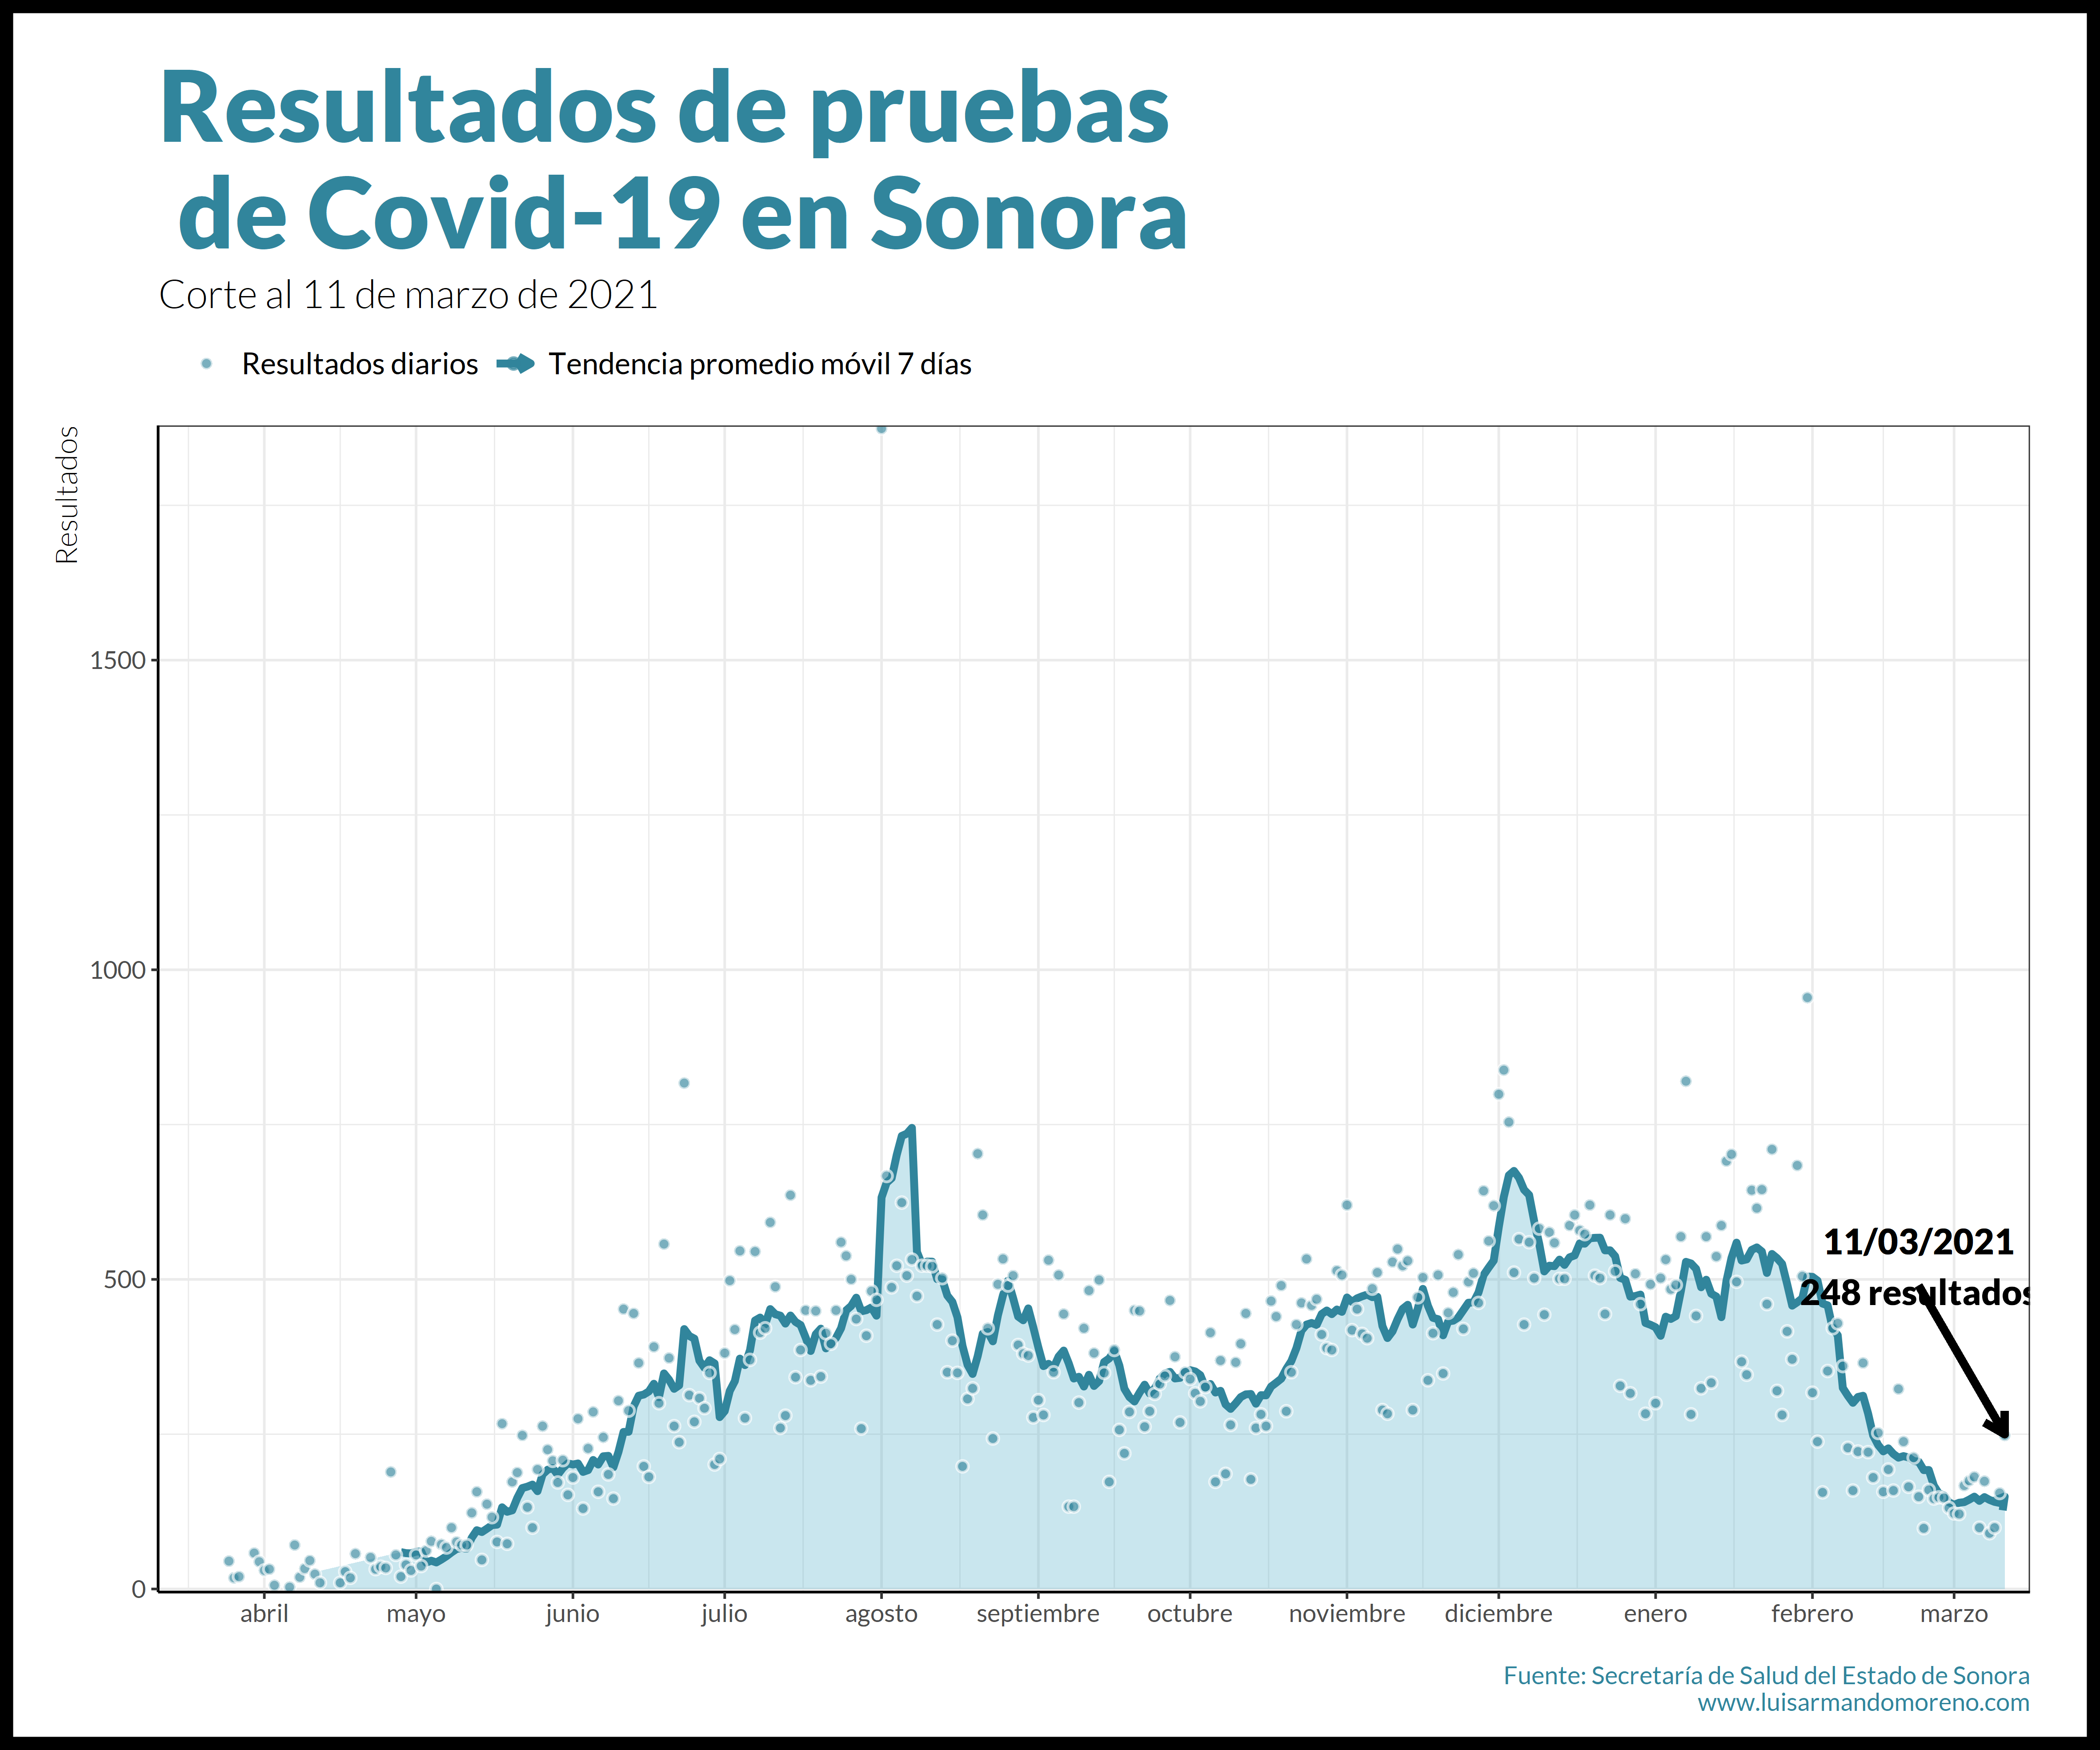 Resultados de pruebas
de Covid-19 en Sonora
Corte al 11 de marzo de 2021
Resultados diarios Tendencia promedio móvil 7 días
Resultados
1500
1000
500
0
11/03/2021
248 resultados
abril mayo junio julio agosto septiembre octubre noviembre diciembre enero febrero marzo
Fuente: Secretaría de Salud del Estado de Sonora
www.luisarmandomoreno.com